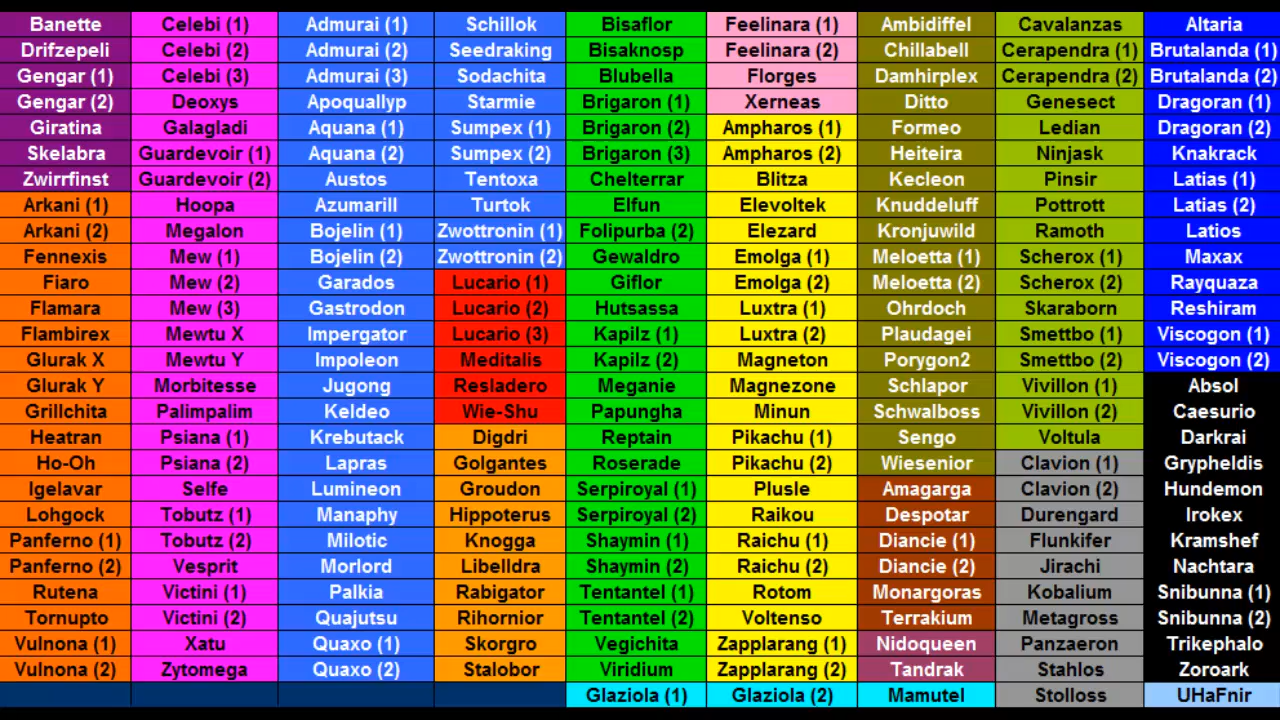 Banette Celebi (1) Admurai (1) Schillok Bisaflor Feelinara (1) Ambidiffel Cavalanzas Altaria
Drifzepeli Celebi (2) Admurai (2) Seedraking Bisaknosp Feelinara (2) Chillabell Cerapendra (1) Brutalanda (1)
Gengar (1) Celebi (3) Admurai (3) Sodachita Blubella Florges Damhirplex Cerapendra (2) Brutalanda (2)
Gengar (2) Deoxys Apoquallyp Starmie Brigaron (1) Xerneas Ditto Genesect Dragoran (1)
Giratina Galagladi Aquana (1) Sumpex (1) Brigaron (2) Ampharos (1) Formeo Ledian Dragoran (2)
Skelabra Guardevoir (1) Aquana (2) Sumpex (2) Brigaron (3) Ampharos (2) Heiteira Ninjask Knakrack
Zwirrfinst Guardevoir (2) Austos Tentoxa Chelterrar Blitza Kecleon Pinsir Latias (1)
Arkani (1) Hoopa Azumarill Turtok Elfun Elevoltek Knuddeluff Pottrott Latias (2)
Arkani (2) Megalon Bojelin (1) Zwottronin (1) Folipurba (2) Elezard Kronjuwild Ramoth Latios
Fennexis Mew (1) Bojelin (2) Zwottronin (2) Gewaldro Emolga (1) Meloetta (1) Scherox (1) Maxax
Fiaro Mew (2) Garados Lucario (1) Giflor Emolga (2) Meloetta (2) Scherox (2) Rayquaza
Flamara Mew (3) Gastrodon Lucario (2) Hutsassa Luxtra (1) Ohrdoch Skaraborn Reshiram
Flambirex Mewtu X Impergator Lucario (3) Kapilz (1) Luxtra (2) Plaudagei Smettbo (1) Viscogon (1)
Glurak X Mewtu Y Impoleon Meditalis Kapilz (2) Magneton Porygon2 Smettbo (2) Viscogon (2)
Glurak Y Morbitesse Jugong Resladero Meganie Magnezone Schlapor Vivillon (1) Absol
Grillchita Palimpalim Keldeo Wie-Shu Papungha Minun Schwalboss Vivillon (2) Caesurio
Heatran Psiana (1) Krebutack Digdri Reptain Pikachu (1) Sengo Voltula Darkrai
Ho-Oh Psiana (2) Lapras Golgantes Roserade Pikachu (2) Wiesenior Clavion (1) Grypheldis
Igelavar Selfe Lumineon Groudon Serpiroyal (1) Plusle Amagarga Clavion (2) Hundemon
Lohgock Tobutz (1) Manaphy Hippoterus Serpiroyal (2) Raikou Despotar Durengard Irokex
Panferno (1) Tobutz (2) Milotic Knogga Shaymin (1) Raichu (1) Diancie (1) Flunkifer Kramshef
Panferno (2) Vesprit Morlord Libelldra Shaymin (2) Raichu (2) Diancie (2) Jirachi Nachtara
Rutena Victini (1) Palkia Rabigator Tentantel (1) Rotom Monargoras Kobalium Snibunna (1)
Tornupto Victini (2) Quajutsu Rihornior Tentantel (2) Voltenso Terrakium Metagross Snibunna (2)
Vulnona (1) Xatu Quaxo (1) Skorgro Vegichita Zapplarang (1) Nidoqueen Panzaeron Trikephalo
Vulnona (2) Zytomega Quaxo (2) Stalobor Viridium Zapplarang (2) Tandrak Stahlos Zoroark
Glaziola (1) Glaziola (2) Mamutel Stolloss UHaFnir